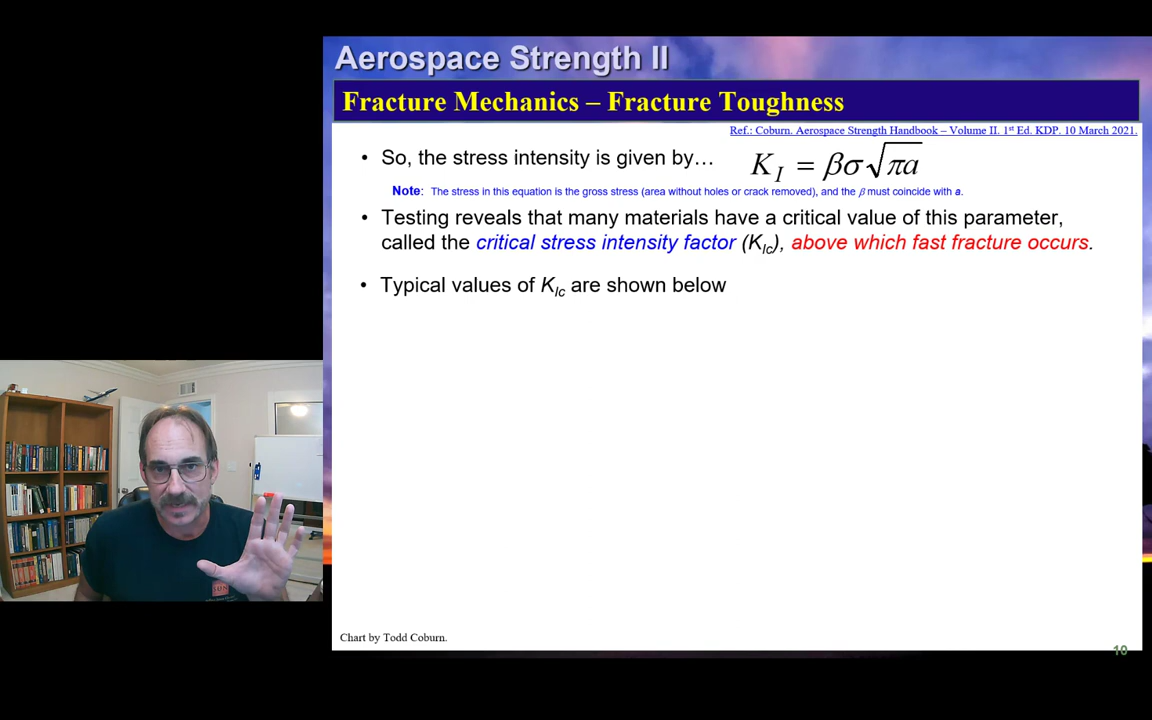 Aerospace Strength II
Fracture Mechanics – Fracture Toughness
Ref.: Coburn. Aerospace Strength Handbook – Volume II. 1st Ed. KDP. 10 March 2021.
• So, the stress intensity is given by… K_I = βσ√πa
Note: The stress in this equation is the gross stress (area without holes or crack removed), and the β must coincide with a.
• Testing reveals that many materials have a critical value of this parameter,
called the critical stress intensity factor (K_Ic), above which fast fracture occurs.
• Typical values of K_Ic are shown below
Chart by Todd Coburn.
10